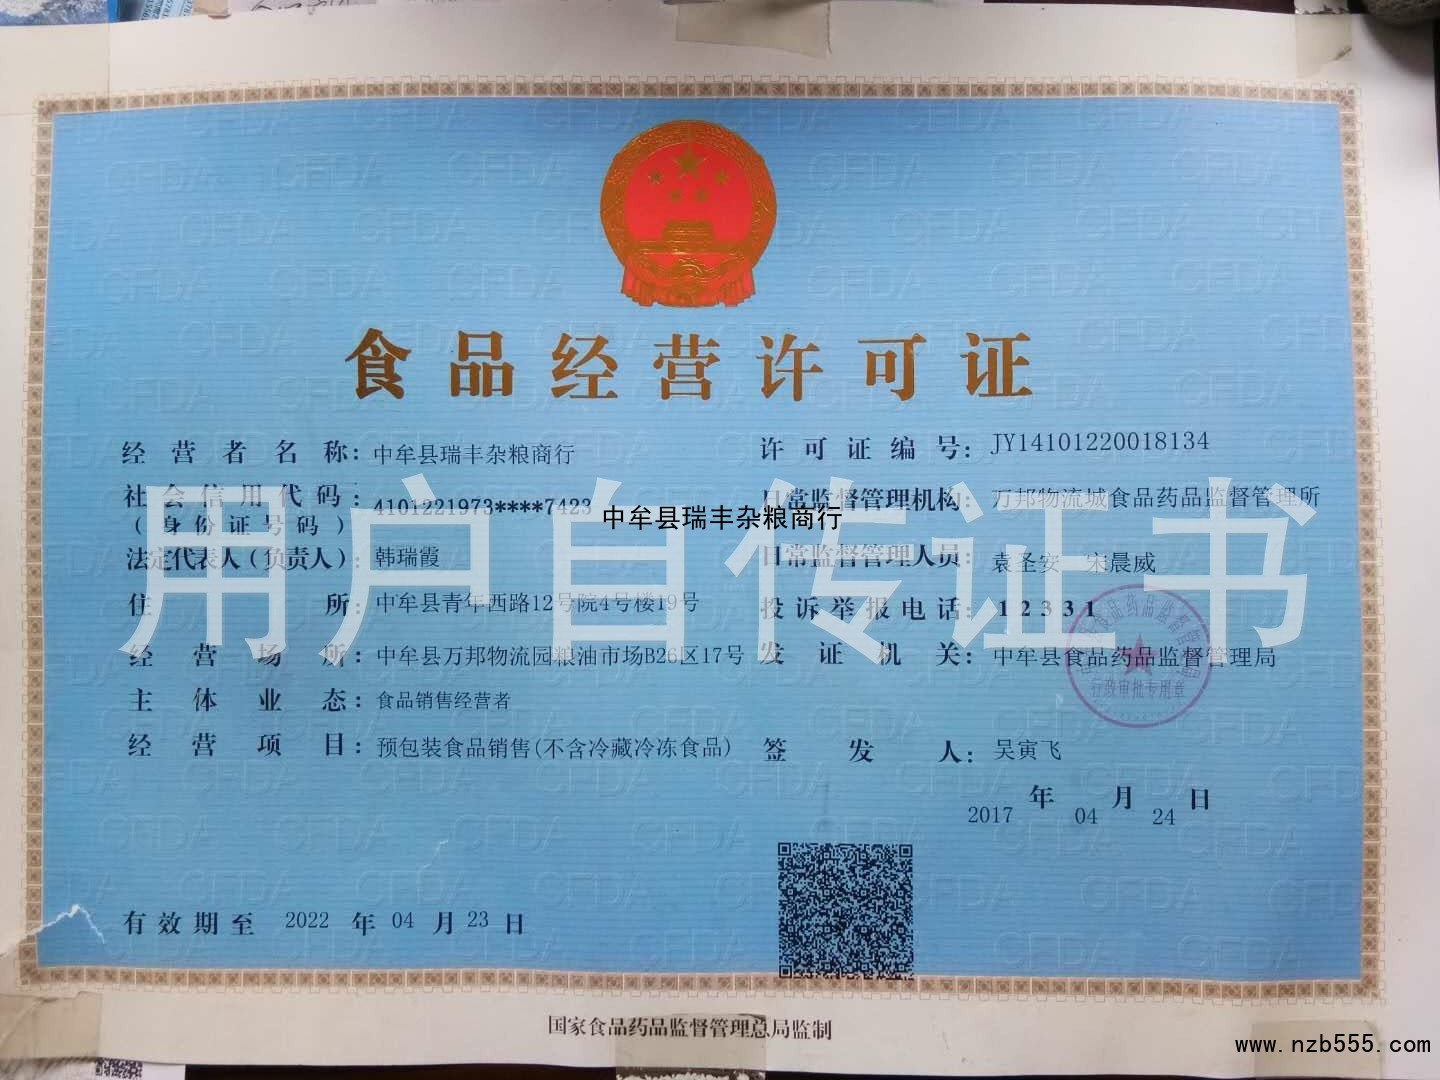 食品经营许可证
经营者名称：中牟县瑞丰杂粮商行
社会信用代码：4101221973****7423
（身份证号码）
法定代表人（负责人）：韩瑞霞
住所：中牟县青年西路12号院4号楼19号
经营场所：中牟县万邦物流园粮油市场B26区17号
主体业态：食品销售经营者
经营项目：预包装食品销售(不含冷藏冷冻食品)
许可证编号：JY14101220018134
日常监督管理机构：万邦物流城食品药品监督管理所
日常监督管理人员：袁圣安 宋晨威
投诉举报电话：12331
发证机关：中牟县食品药品监督管理局
行政审批专用章
签发人：吴寅飞
2017年04月24日
有效期至2022年04月23日
国家食品药品监督管理总局监制
用户自传证书
中牟县瑞丰杂粮商行
www.nzb555.com